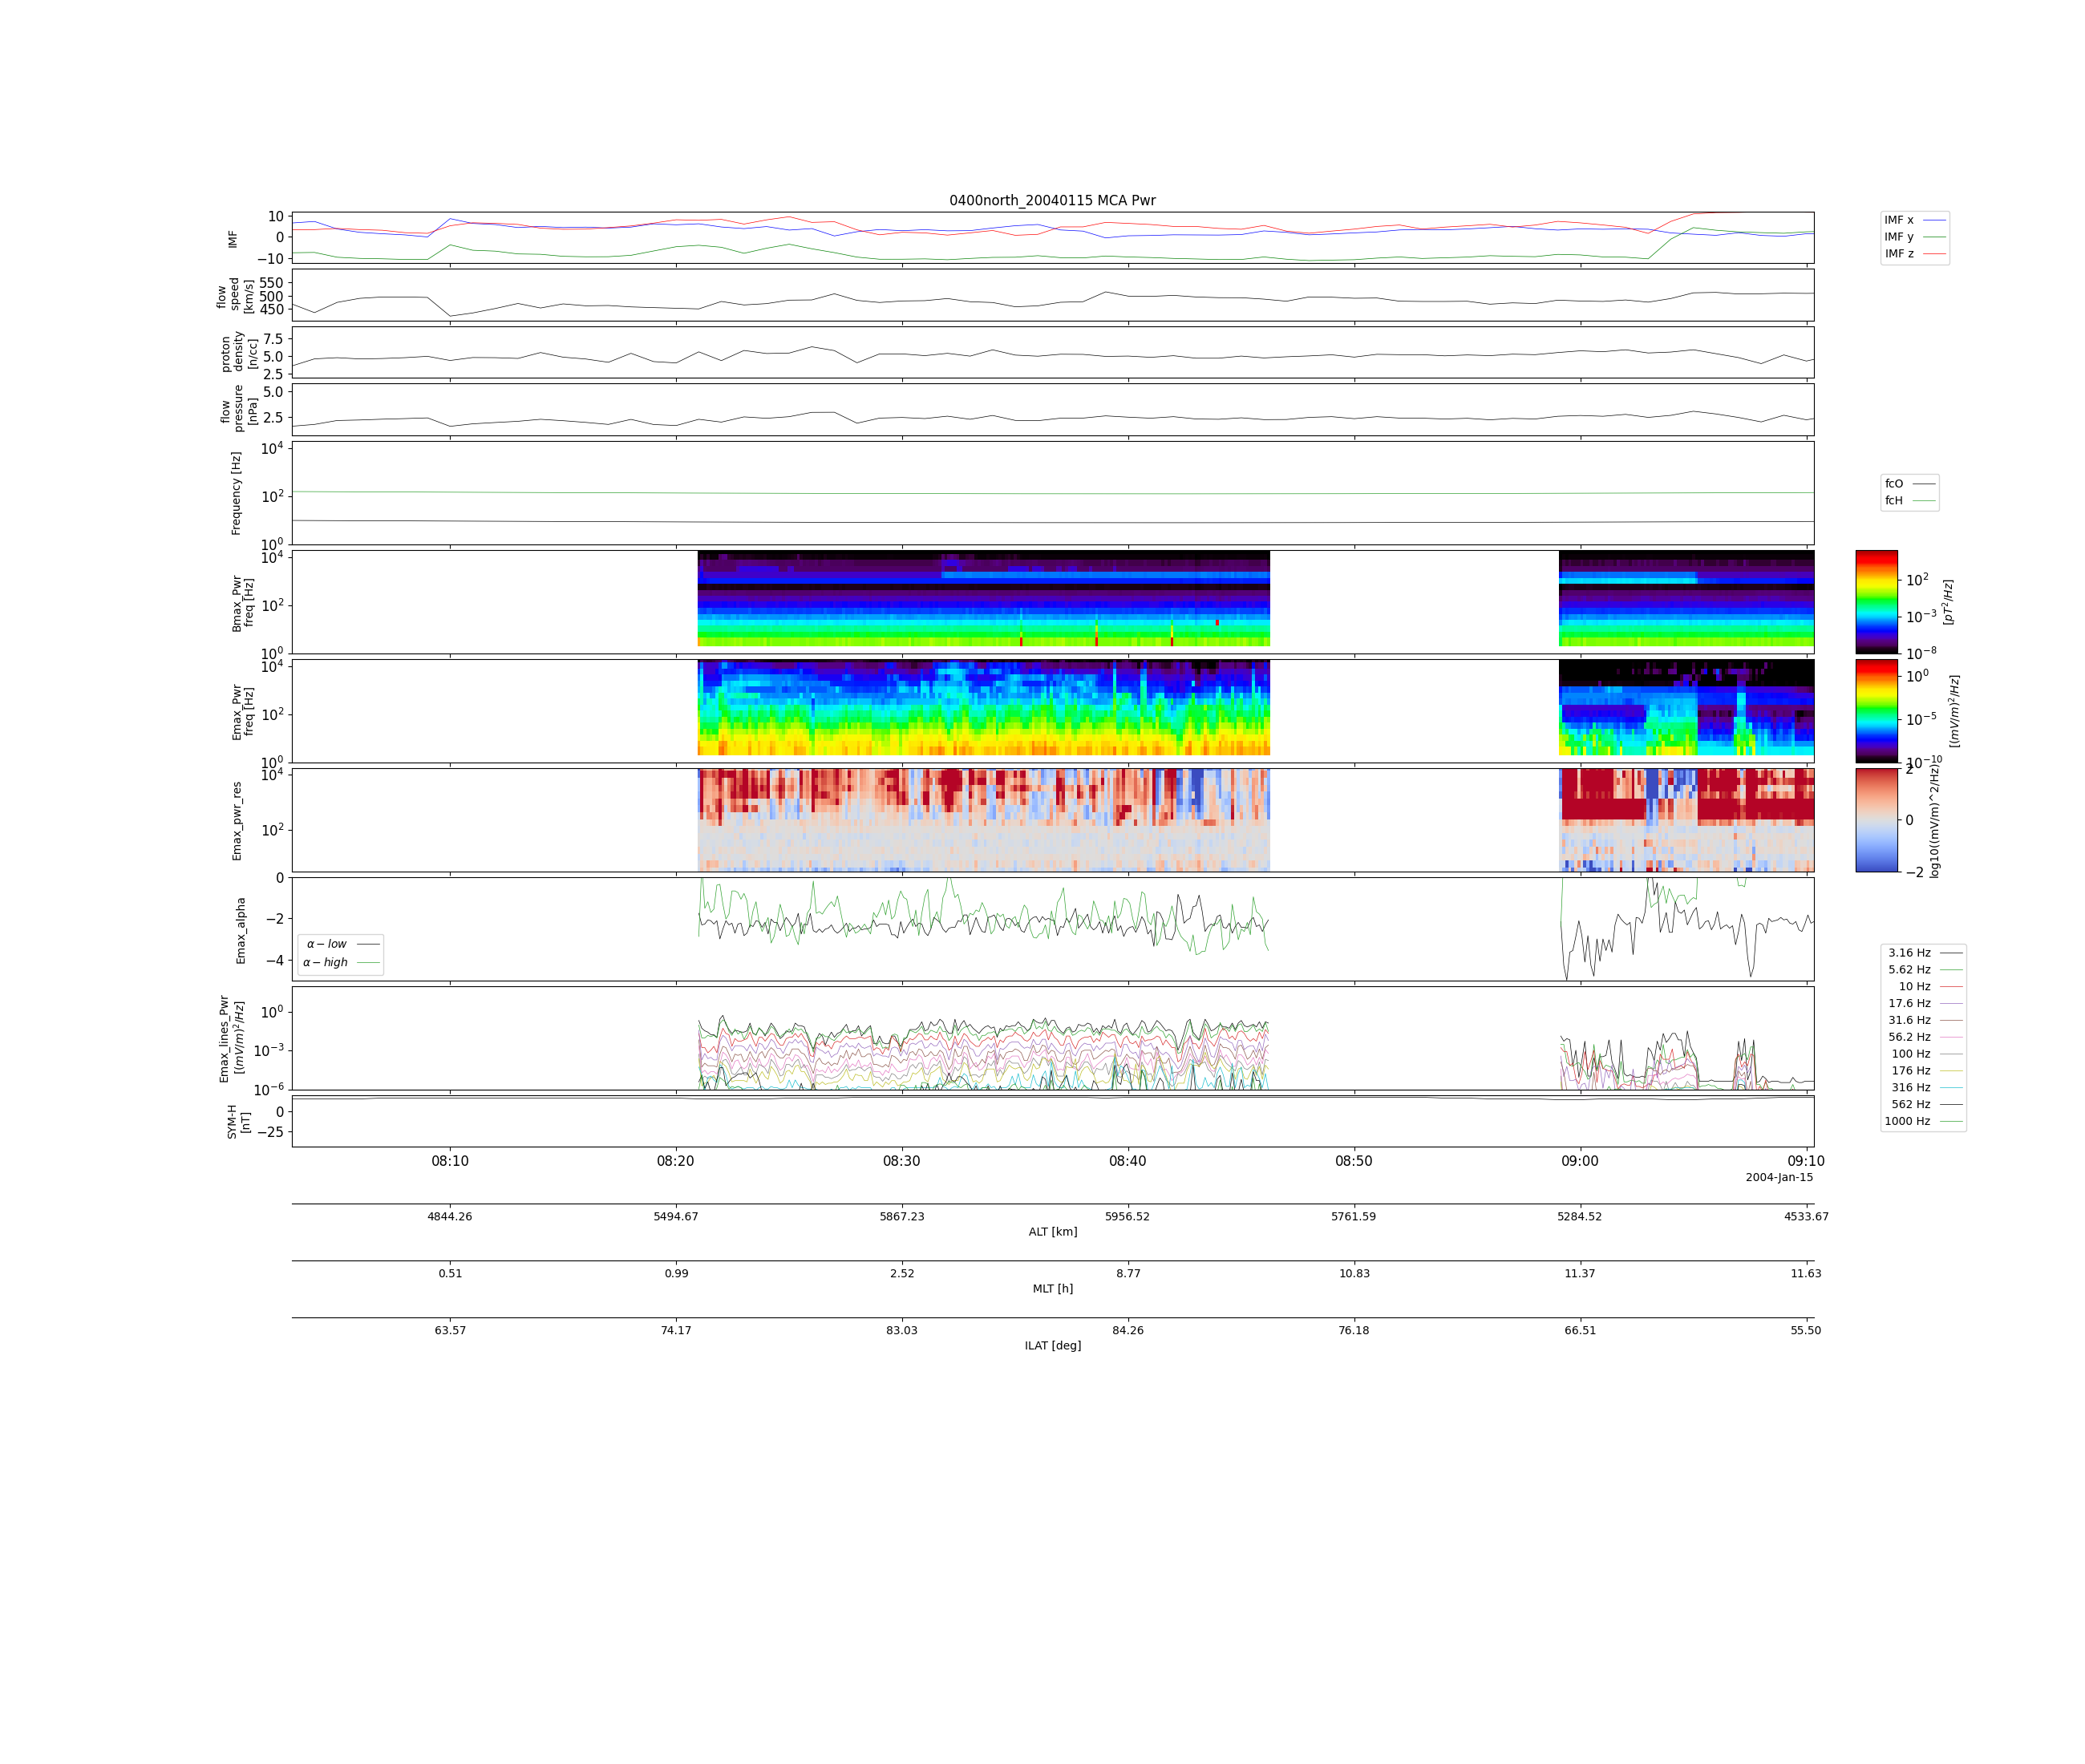 0400north_20040115 MCA Pwr
IMF
10
0
−10
IMF x
IMF y
IMF z
flow
speed
[km/s]
550
500
450
proton
density
[n/cc]
7.5
5.0
2.5
flow
pressure
[nPa]
5.0
2.5
Frequency [Hz]
10^4
10^2
10^0
fcO
fcH
Bmax_Pwr
freq [Hz]
10^4
10^2
10^0
10^2
10^−3
10^−8
[pT^2/Hz]
Emax_Pwr
freq [Hz]
10^4
10^2
10^0
10^0
10^−5
10^−10
[(mV/m)^2/Hz]
Emax_pwr_res
10^4
10^2
2
0
−2
log10((mV/m)^2/Hz)
Emax_alpha
0
−2
−4
α − low
α − high
Emax_lines_Pwr
[(mV/m)^2/Hz]
10^0
10^−3
10^−6
3.16 Hz
5.62 Hz
10 Hz
17.6 Hz
31.6 Hz
56.2 Hz
100 Hz
176 Hz
316 Hz
562 Hz
1000 Hz
SYM-H
[nT]
0
−25
08:10 08:20 08:30 08:40 08:50 09:00 09:10
2004-Jan-15
4844.26 5494.67 5867.23 5956.52 5761.59 5284.52 4533.67
ALT [km]
0.51 0.99 2.52 8.77 10.83 11.37 11.63
MLT [h]
63.57 74.17 83.03 84.26 76.18 66.51 55.50
ILAT [deg]